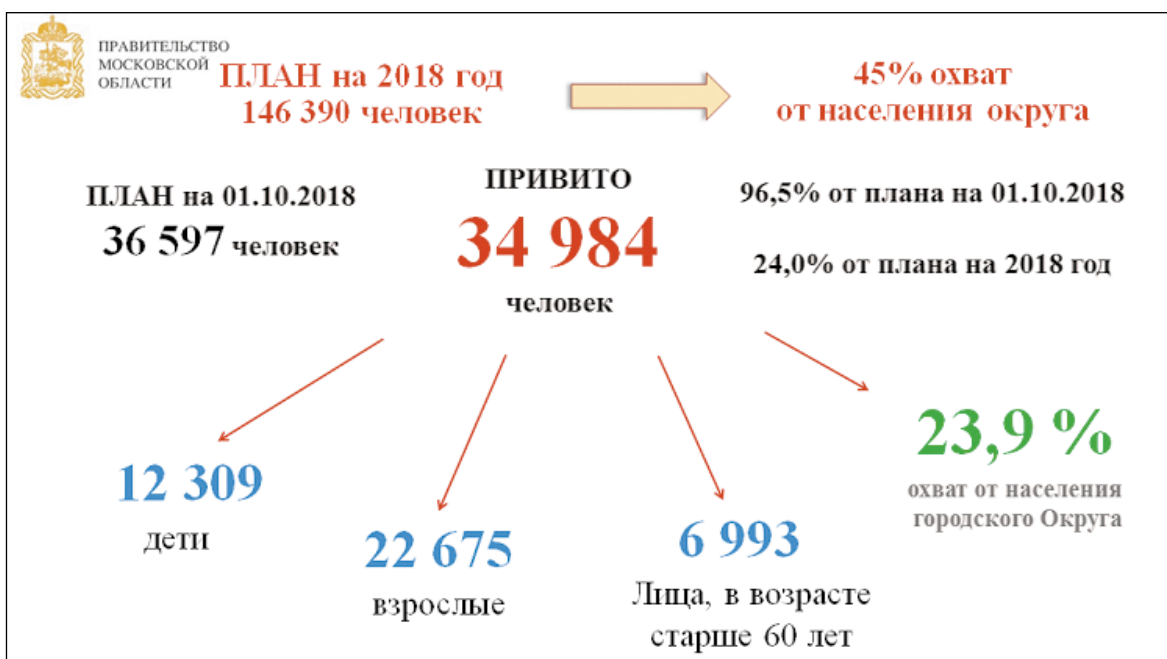 ПРАВИТЕЛЬСТВО
МОСКОВСКОЙ
ОБЛАСТИ
ПЛАН на 2018 год
146 390 человек
45% охват
от населения округа
ПЛАН на 01.10.2018
36 597 человек
ПРИВИТО
34 984
человек
96,5% от плана на 01.10.2018
24,0% от плана на 2018 год
12 309
дети
22 675
взрослые
6 993
Лица, в возрасте
старше 60 лет
23,9 %
охват от населения
городского Округа